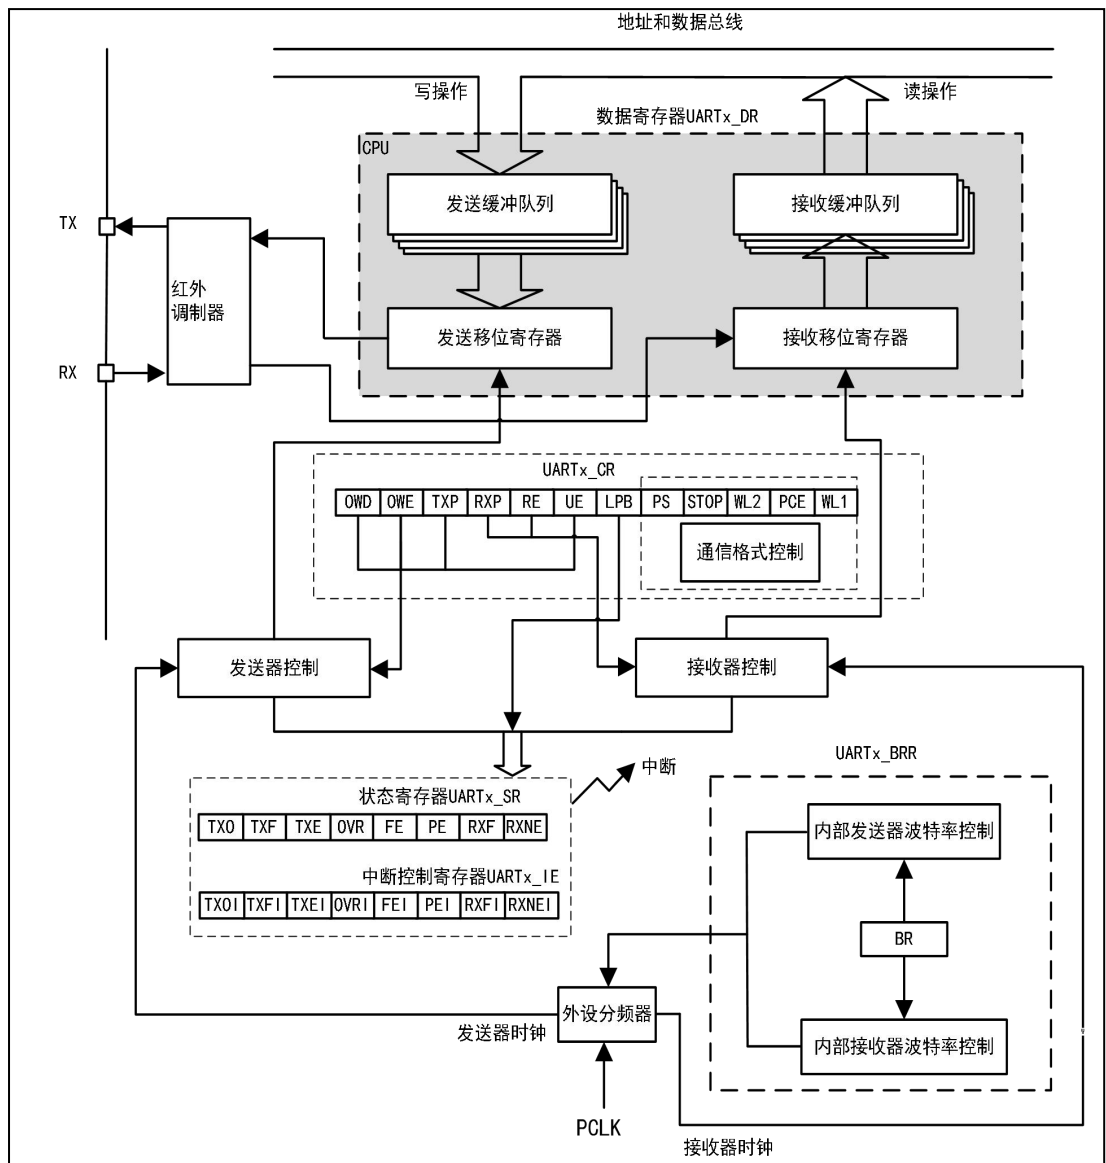 地址和数据总线
写操作
读操作
数据寄存器UARTx_DR
CPU
发送缓冲队列
接收缓冲队列
TX
红外
调制器
发送移位寄存器
接收移位寄存器
RX
UARTx_CR
OWD OWE TXP RXP RE UE LPB PS STOP WL2 PCE WL1
通信格式控制
发送器控制
接收器控制
UARTx_BRR
中断
状态寄存器UARTx_SR
TXO TXF TXE OVR FE PE RXF RXNE
内部发送器波特率控制
中断控制寄存器UARTx_IE
TXOI TXFI TXEI OVRI FEI PEI RXFI RXNEI
BR
外设分频器
发送器时钟
内部接收器波特率控制
PCLK
接收器时钟